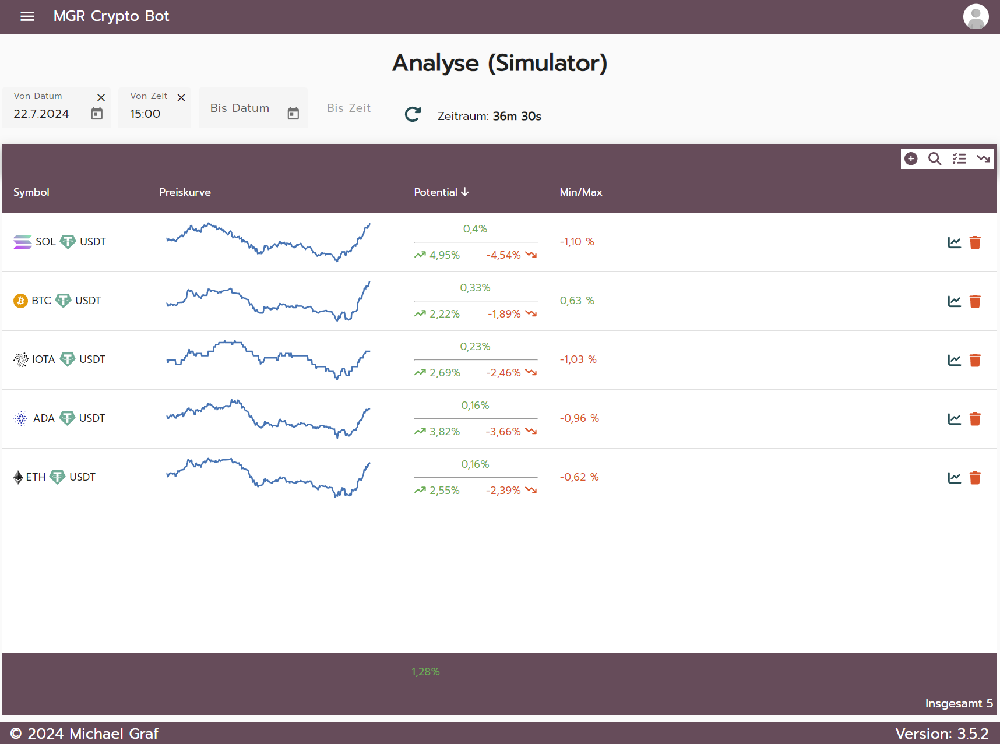 MGR Crypto Bot
Analyse (Simulator)
Von Datum
22.7.2024
Von Zeit
15:00
Bis Datum
Bis Zeit
Zeitraum: 36m 30s
Symbol Preiskurve Potential Min/Max
SOL USDT
0,4%
4,95% -4,54%
-1,10 %
BTC USDT
0,33%
2,22% -1,89%
0,63 %
IOTA USDT
0,23%
2,69% -2,46%
-1,03 %
ADA USDT
0,16%
3,82% -3,66%
-0,96 %
ETH USDT
0,16%
2,55% -2,39%
-0,62 %
1,28%
Insgesamt 5
© 2024 Michael Graf
Version: 3.5.2